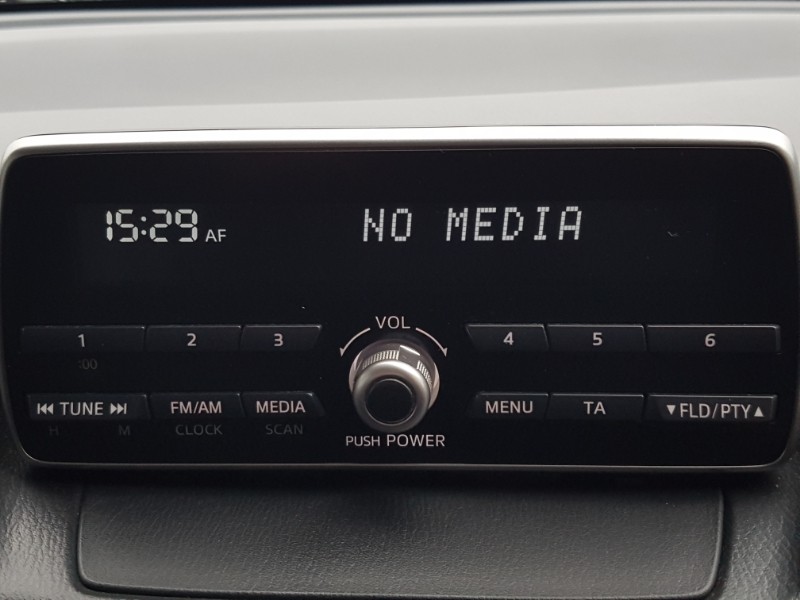 15:29 AF NO MEDIA
VOL
1 2 3 4 5 6
:00
⏮ TUNE ⏭ FM/AM MEDIA MENU TA ▼FLD/PTY▲
H M CLOCK SCAN
PUSH POWER